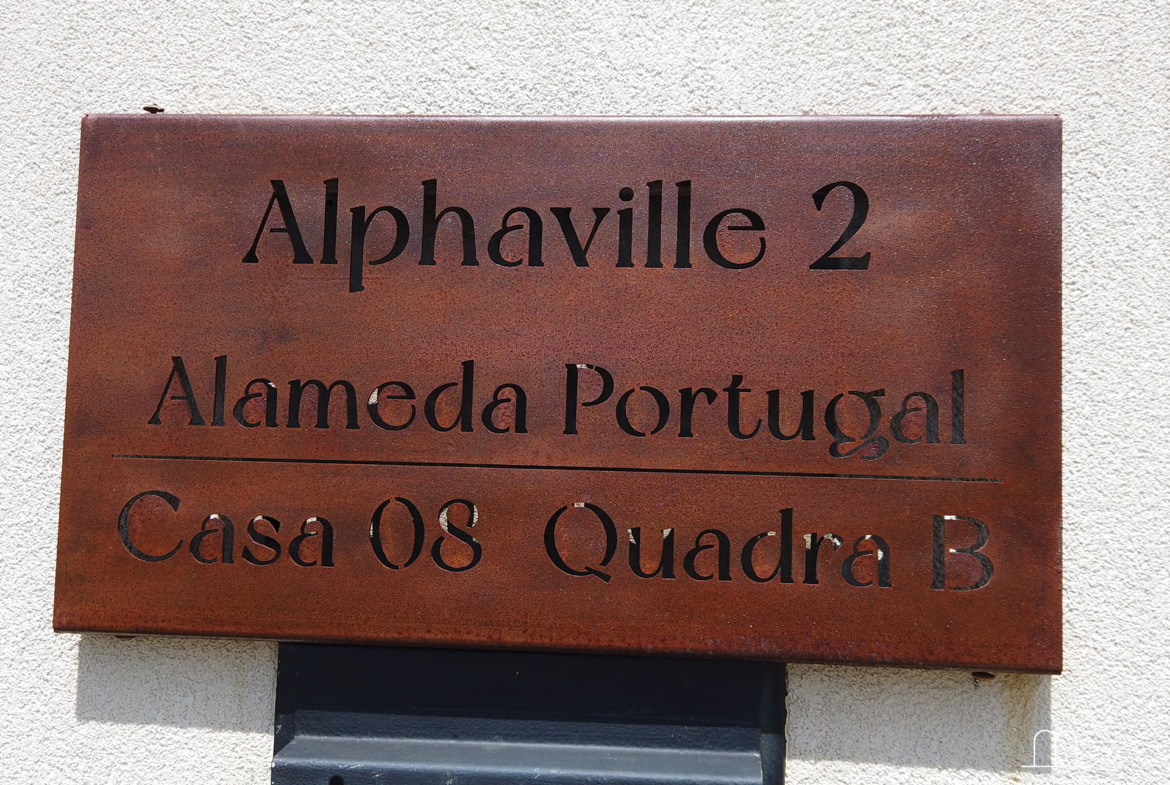 Alphaville 2
Alameda Portugal
Casa 08 Quadra B